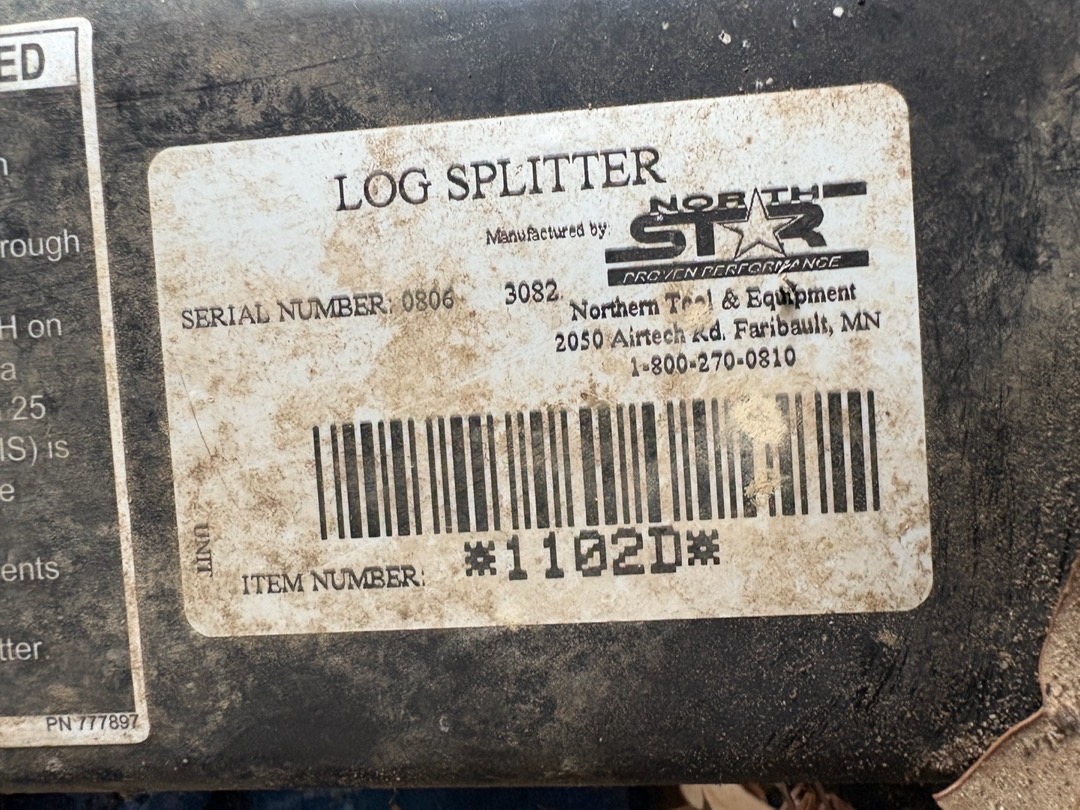 ED
n
rough
H on
a
25
IS) is
e
ents
tter.
PN 777897
LOG SPLITTER
Manufactured by:
NORTH
STAR
PROVEN PERFORMANCE
SERIAL NUMBER: 0806 3082
Northern Tool & Equipment
2050 Airtech Rd. Faribault, MN
1-800-270-0810
UNIT
ITEM NUMBER: *1102D*